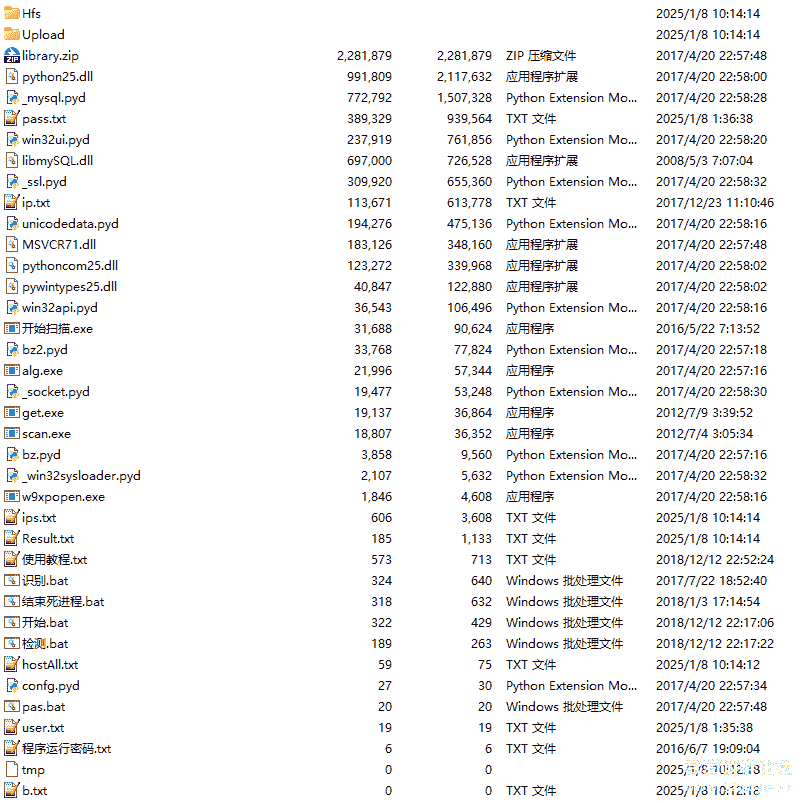 Hfs 2025/1/8 10:14:14
Upload 2025/1/8 10:14:14
library.zip 2,281,879 2,281,879 ZIP 压缩文件 2017/4/20 22:57:48
python25.dll 991,809 2,117,632 应用程序扩展 2017/4/20 22:58:00
_mysql.pyd 772,792 1,507,328 Python Extension Mo... 2017/4/20 22:58:28
pass.txt 389,329 939,564 TXT 文件 2025/1/8 1:36:38
win32ui.pyd 237,919 761,856 Python Extension Mo... 2017/4/20 22:58:20
libmySQL.dll 697,000 726,528 应用程序扩展 2008/5/3 7:07:04
_ssl.pyd 309,920 655,360 Python Extension Mo... 2017/4/20 22:58:32
ip.txt 113,671 613,778 TXT 文件 2017/12/23 11:10:46
unicodedata.pyd 194,276 475,136 Python Extension Mo... 2017/4/20 22:58:16
MSVCR71.dll 183,126 348,160 应用程序扩展 2017/4/20 22:57:48
pythoncom25.dll 123,272 339,968 应用程序扩展 2017/4/20 22:58:02
pywintypes25.dll 40,847 122,880 应用程序扩展 2017/4/20 22:58:02
win32api.pyd 36,543 106,496 Python Extension Mo... 2017/4/20 22:58:16
开始扫描.exe 31,688 90,624 应用程序 2016/5/22 7:13:52
bz2.pyd 33,768 77,824 Python Extension Mo... 2017/4/20 22:57:18
alg.exe 21,996 57,344 应用程序 2017/4/20 22:57:16
_socket.pyd 19,477 53,248 Python Extension Mo... 2017/4/20 22:58:30
get.exe 19,137 36,864 应用程序 2012/7/9 3:39:52
scan.exe 18,807 36,352 应用程序 2012/7/4 3:05:34
bz.pyd 3,858 9,560 Python Extension Mo... 2017/4/20 22:57:16
_win32sysloader.pyd 2,107 5,632 Python Extension Mo... 2017/4/20 22:58:32
w9xpopen.exe 1,846 4,608 应用程序 2017/4/20 22:58:16
ips.txt 606 3,608 TXT 文件 2025/1/8 10:14:14
Result.txt 185 1,133 TXT 文件 2025/1/8 10:14:14
使用教程.txt 573 713 TXT 文件 2018/12/12 22:52:24
识别.bat 324 640 Windows 批处理文件 2017/7/22 18:52:40
结束死进程.bat 318 632 Windows 批处理文件 2018/1/3 17:14:54
开始.bat 322 429 Windows 批处理文件 2018/12/12 22:17:06
检测.bat 189 263 Windows 批处理文件 2018/12/12 22:17:22
hostAll.txt 59 75 TXT 文件 2025/1/8 10:14:12
confg.pyd 27 30 Python Extension Mo... 2017/4/20 22:57:34
pas.bat 20 20 Windows 批处理文件 2017/4/20 22:57:48
user.txt 19 19 TXT 文件 2025/1/8 1:35:38
程序运行密码.txt 6 6 TXT 文件 2016/6/7 19:09:04
tmp 0 0 2025/1/8 10:12:18
b.txt 0 0 TXT 文件 2025/1/8 10:12:18